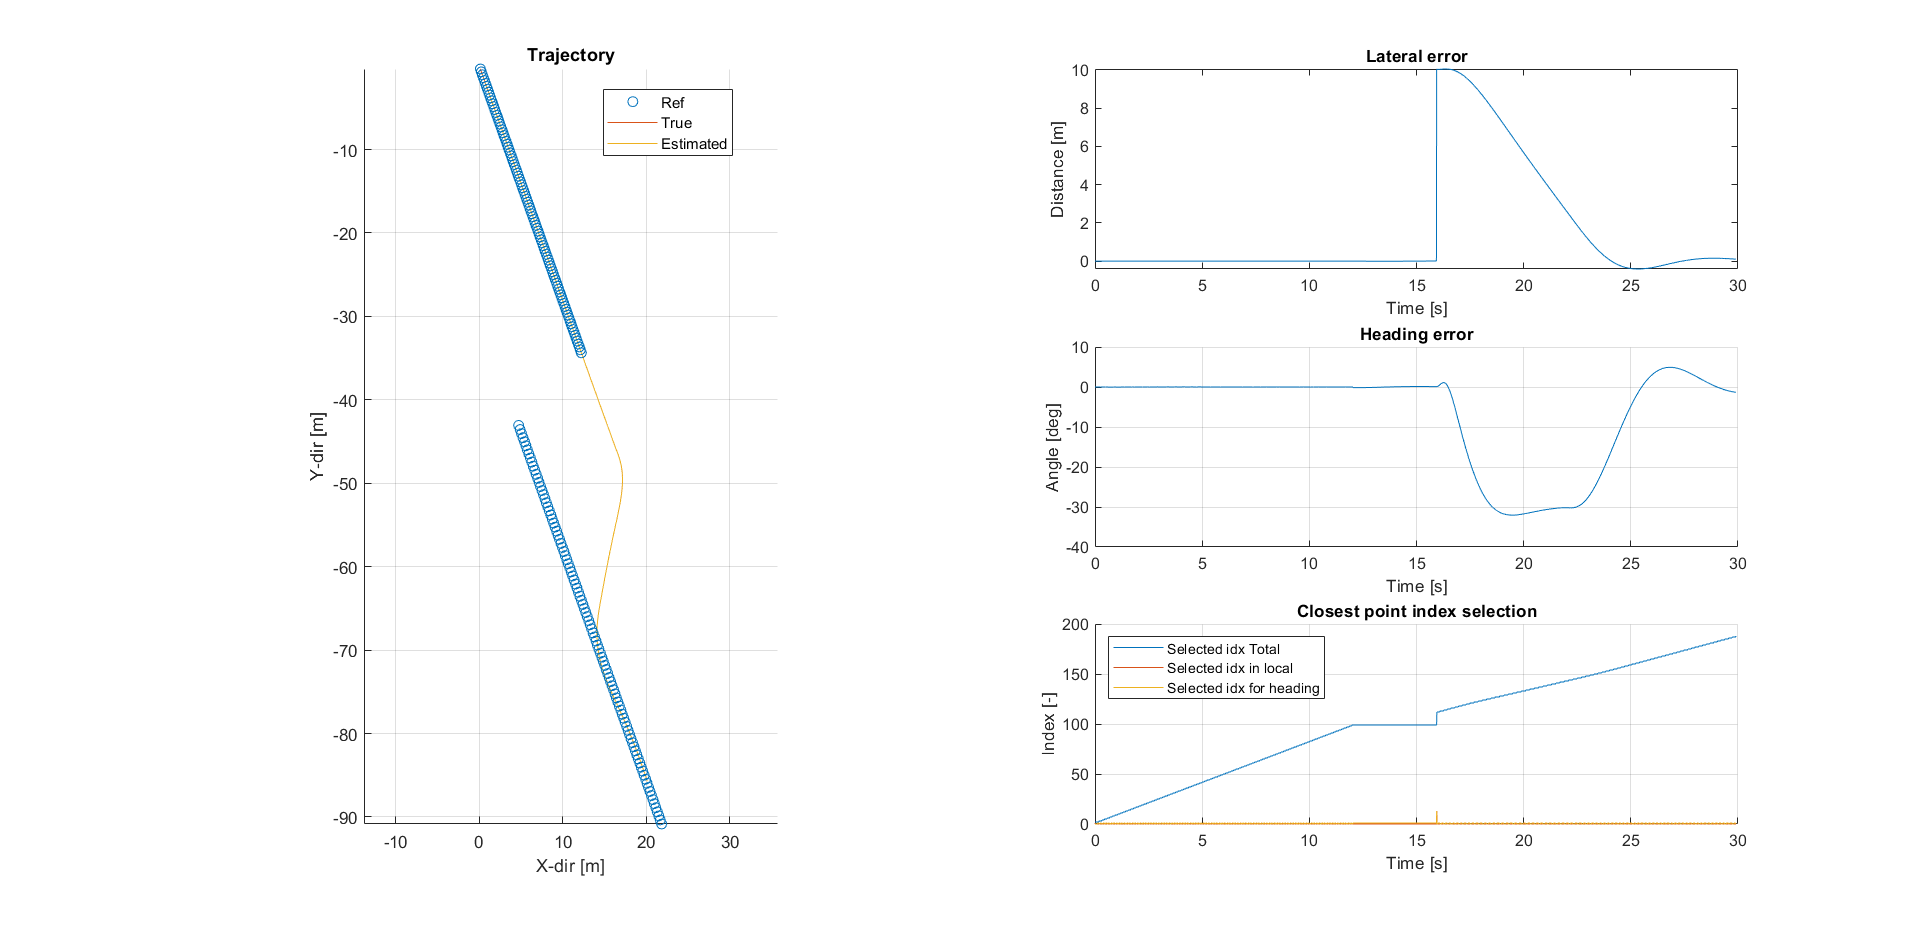 Trajectory
Ref
True
Estimated
-10
-20
-30
-40
-50
-60
-70
-80
-90
Y-dir [m]
-10
0
10
20
30
X-dir [m]
Lateral error
10
8
6
4
2
0
Distance [m]
0
5
10
15
20
25
30
Time [s]
Heading error
10
0
-10
-20
-30
-40
Angle [deg]
0
5
10
15
20
25
30
Time [s]
Closest point index selection
200
150
100
50
0
Index [-]
Selected idx Total
Selected idx in local
Selected idx for heading
0
5
10
15
20
25
30
Time [s]